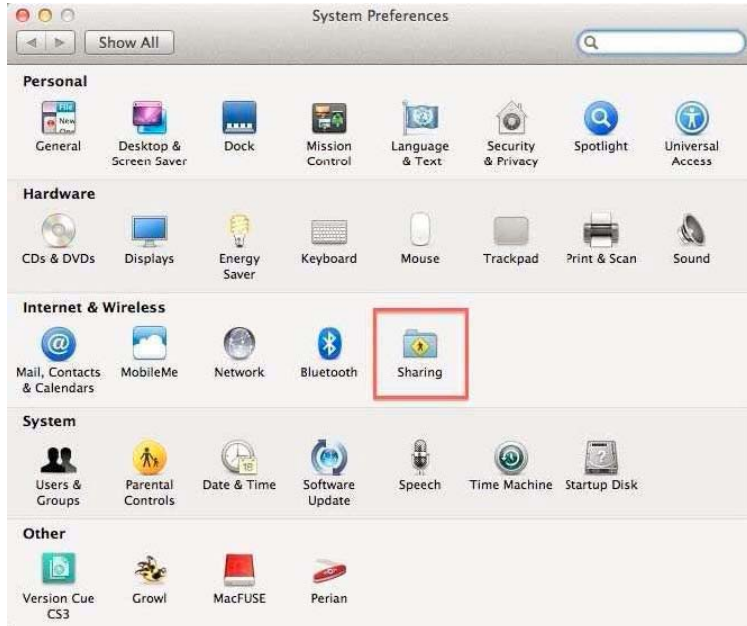 System Preferences
Show All
Personal
General
Desktop &
Screen Saver
Dock
Mission
Control
Language
& Text
Security
& Privacy
Spotlight
Universal
Access
Hardware
CDs & DVDs
Displays
Energy
Saver
Keyboard
Mouse
Trackpad
Print & Scan
Sound
Internet & Wireless
Mail, Contacts
& Calendars
MobileMe
Network
Bluetooth
Sharing
System
Users &
Groups
Parental
Controls
Date & Time
Software
Update
Speech
Time Machine
Startup Disk
Other
Version Cue
CS3
Growl
MacFUSE
Perian